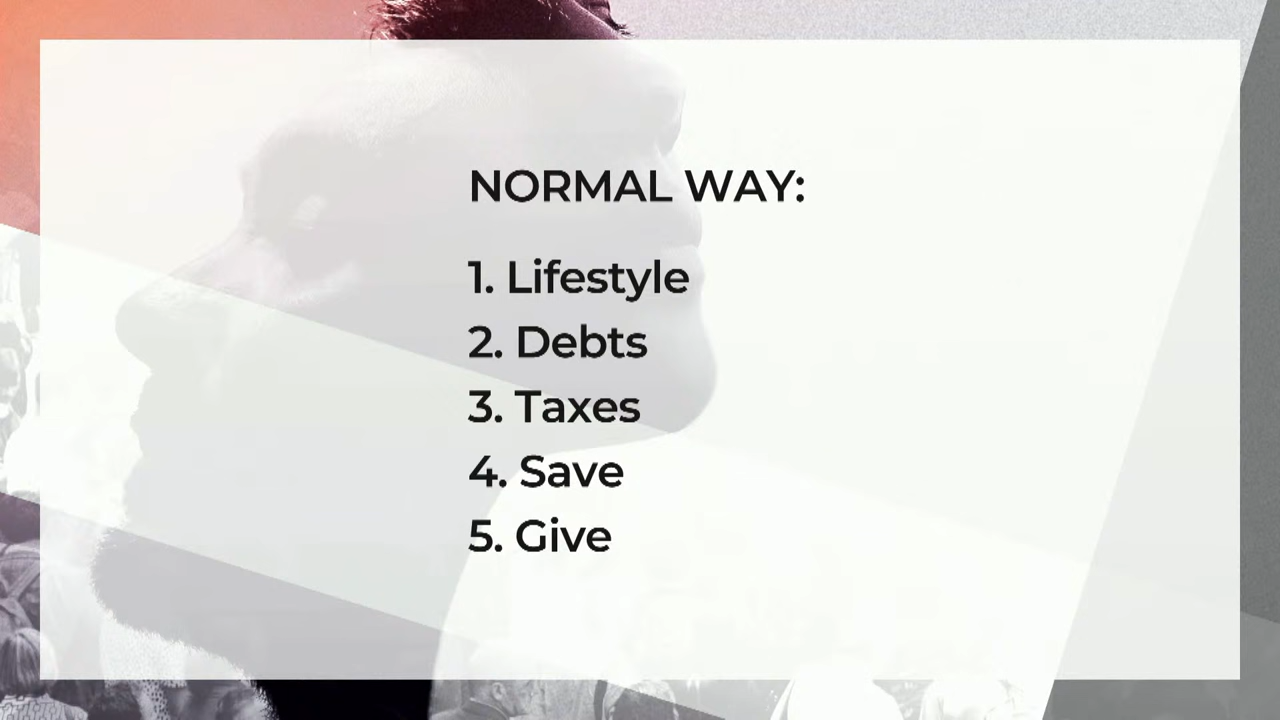 NORMAL WAY:
1. Lifestyle
2. Debts
3. Taxes
4. Save
5. Give